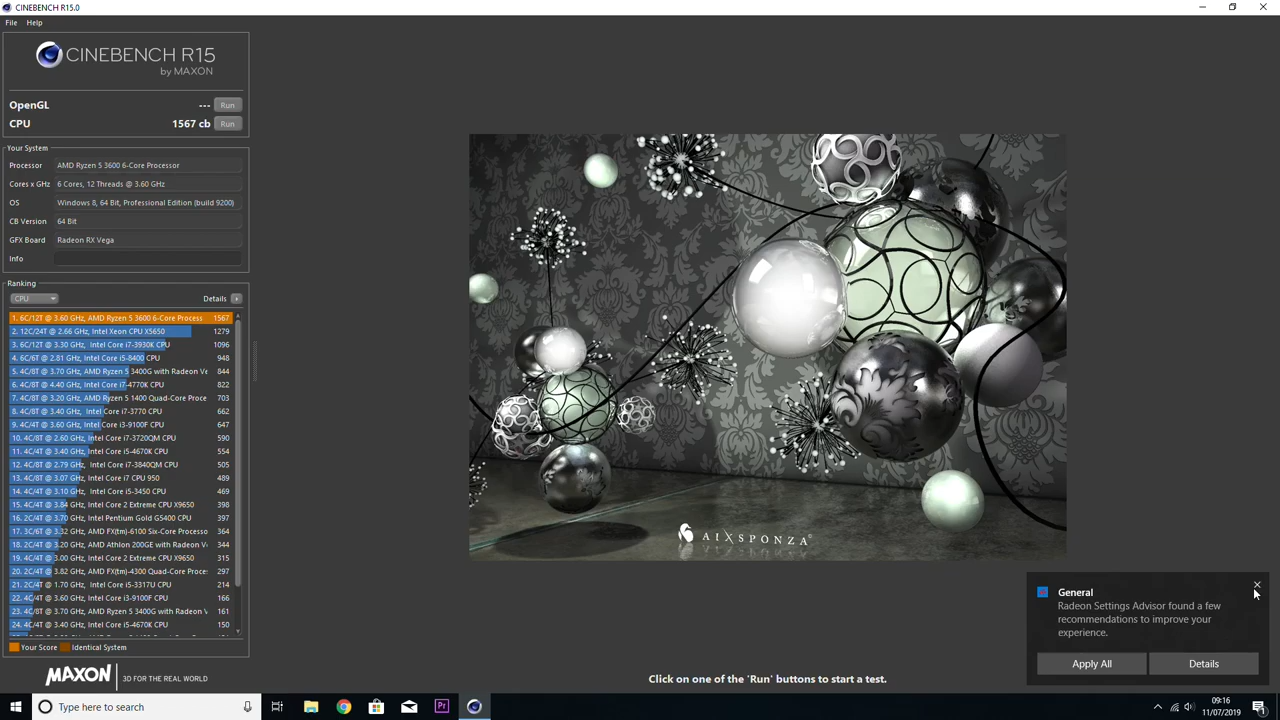 CINEBENCH R15.0
File Help
CINEBENCH R15
by MAXON
OpenGL --- Run
CPU 1567 cb Run
Your System
Processor AMD Ryzen 5 3600 6-Core Processor
Cores x GHz 6 Cores, 12 Threads @ 3.60 GHz
OS Windows 8, 64 Bit, Professional Edition (build 9200)
CB Version 64 Bit
GFX Board Radeon RX Vega
Info
Ranking
CPU Details
1. 6C/12T @ 3.60 GHz, AMD Ryzen 5 3600 6-Core Process 1567
2. 12C/24T @ 2.66 GHz, Intel Xeon CPU X5650 1279
3. 6C/12T @ 3.30 GHz, Intel Core i7-3930K CPU 1096
4. 6C/6T @ 2.81 GHz, Intel Core i5-8400 CPU 948
5. 4C/8T @ 3.70 GHz, AMD Ryzen 5 3400G with Radeon Ve 844
6. 4C/8T @ 4.40 GHz, Intel Core i7-4770K CPU 822
7. 4C/8T @ 3.20 GHz, AMD Ryzen 5 1400 Quad-Core Proce 703
8. 4C/8T @ 3.40 GHz, Intel Core i7-3770 CPU 662
9. 4C/4T @ 3.60 GHz, Intel Core i3-9100F CPU 647
10. 4C/8T @ 2.60 GHz, Intel Core i7-3720QM CPU 590
11. 4C/4T @ 3.40 GHz, Intel Core i5-4670K CPU 554
12. 4C/8T @ 2.79 GHz, Intel Core i7-3840QM CPU 505
13. 4C/8T @ 3.07 GHz, Intel Core i7 CPU 950 489
14. 4C/4T @ 3.10 GHz, Intel Core i5-3450 CPU 469
15. 4C/4T @ 3.84 GHz, Intel Core 2 Extreme CPU X9650 398
16. 2C/4T @ 3.70 GHz, Intel Pentium Gold G5400 CPU 397
17. 3C/6T @ 3.32 GHz, AMD FX(tm)-6100 Six-Core Processo 364
18. 2C/4T @ 3.20 GHz, AMD Athlon 200GE with Radeon Ve 344
19. 4C/4T @ 3.00 GHz, Intel Core 2 Extreme CPU X9650 315
20. 2C/4T @ 3.82 GHz, AMD FX(tm)-4300 Quad-Core Proces 297
21. 2C/4T @ 1.70 GHz, Intel Core i5-3317U CPU 214
22. 4C/4T @ 3.60 GHz, Intel Core i3-9100F CPU 166
23. 4C/8T @ 3.70 GHz, AMD Ryzen 5 3400G with Radeon V 161
24. 4C/4T @ 3.40 GHz, Intel Core i5-4670K CPU 150
Your Score Identical System
MAXON 3D FOR THE REAL WORLD
AIXSPONZA
Click on one of the 'Run' buttons to start a test.
General
Radeon Settings Advisor found a few
recommendations to improve your
experience.
Apply All Details
Type here to search
Pr
09:16
11/07/2019
1